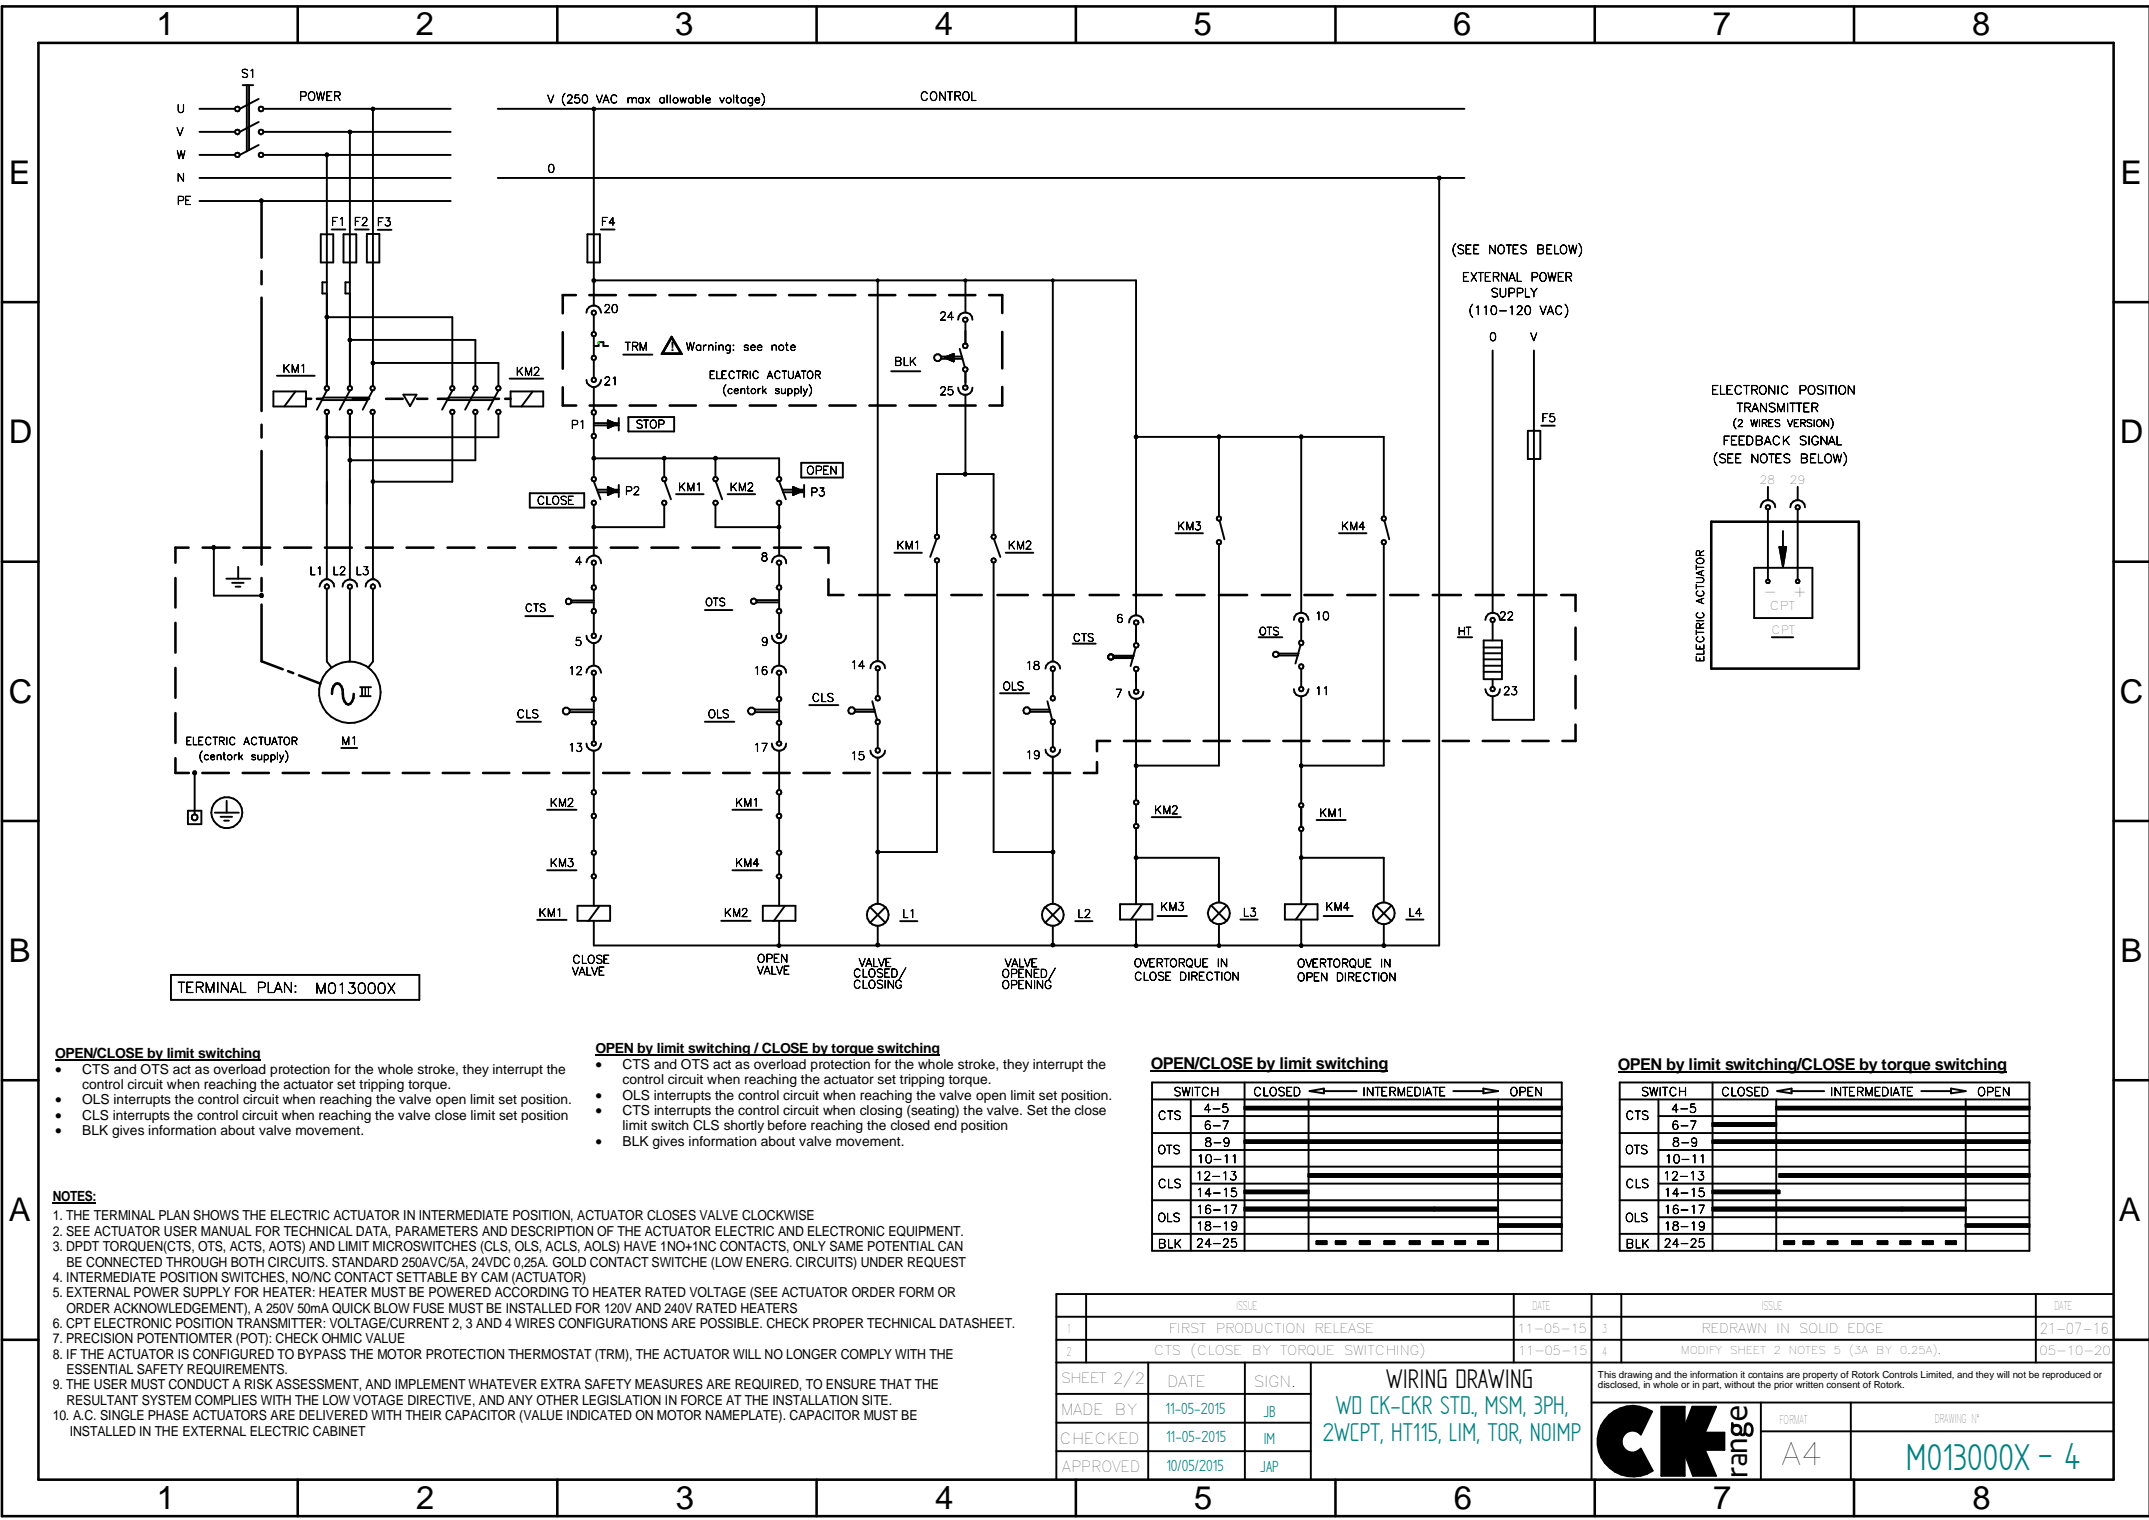 1 2 3 4 5 6 7 8
E E
D D
C C
B B
A A
S1
POWER
U
V
W
N
PE
V (250 VAC max allowable voltage)
CONTROL
0
F1 F2 F3
F4
KM1
KM2
20
TRM
Warning: see note
21
ELECTRIC ACTUATOR
(centork supply)
24
BLK
25
P1
STOP
CLOSE
P2
KM1
KM2
OPEN
P3
(SEE NOTES BELOW)
EXTERNAL POWER
SUPPLY
(110-120 VAC)
0 V
F5
ELECTRONIC POSITION
TRANSMITTER
(2 WIRES VERSION)
FEEDBACK SIGNAL
(SEE NOTES BELOW)
28 29
ELECTRIC ACTUATOR
- +
CPT
CPT
L1 L2 L3
M1
III
ELECTRIC ACTUATOR
(centork supply)
4
CTS
5
12
CLS
13
8
OTS
9
16
OLS
17
KM1
KM2
14
CLS
15
18
OLS
19
KM3
KM4
6
CTS
7
10
OTS
11
22
HT
23
KM2
KM1
KM2
KM1
KM3
KM4
KM1
KM2
L1
L2
KM3
L3
KM4
L4
CLOSE
VALVE
OPEN
VALVE
VALVE
CLOSED/
CLOSING
VALVE
OPENED/
OPENING
OVERTORQUE IN
CLOSE DIRECTION
OVERTORQUE IN
OPEN DIRECTION
TERMINAL PLAN: M013000X
OPEN/CLOSE by limit switching
• CTS and OTS act as overload protection for the whole stroke, they interrupt the
control circuit when reaching the actuator set tripping torque.
• OLS interrupts the control circuit when reaching the valve open limit set position.
• CLS interrupts the control circuit when reaching the valve close limit set position
• BLK gives information about valve movement.
OPEN by limit switching / CLOSE by torque switching
• CTS and OTS act as overload protection for the whole stroke, they interrupt the
control circuit when reaching the actuator set tripping torque.
• OLS interrupts the control circuit when reaching the valve open limit set position.
• CTS interrupts the control circuit when closing (seating) the valve. Set the close
limit switch CLS shortly before reaching the closed end position
• BLK gives information about valve movement.
OPEN/CLOSE by limit switching
SWITCH CLOSED INTERMEDIATE OPEN
CTS 4-5
6-7
OTS 8-9
10-11
CLS 12-13
14-15
OLS 16-17
18-19
BLK 24-25
OPEN by limit switching/CLOSE by torque switching
SWITCH CLOSED INTERMEDIATE OPEN
CTS 4-5
6-7
OTS 8-9
10-11
CLS 12-13
14-15
OLS 16-17
18-19
BLK 24-25
NOTES:
1. THE TERMINAL PLAN SHOWS THE ELECTRIC ACTUATOR IN INTERMEDIATE POSITION, ACTUATOR CLOSES VALVE CLOCKWISE
2. SEE ACTUATOR USER MANUAL FOR TECHNICAL DATA, PARAMETERS AND DESCRIPTION OF THE ACTUATOR ELECTRIC AND ELECTRONIC EQUIPMENT.
3. DPDT TORQUEN(CTS, OTS, ACTS, AOTS) AND LIMIT MICROSWITCHES (CLS, OLS, ACLS, AOLS) HAVE 1NO+1NC CONTACTS, ONLY SAME POTENTIAL CAN
BE CONNECTED THROUGH BOTH CIRCUITS. STANDARD 250AVC/5A, 24VDC 0,25A. GOLD CONTACT SWITCHE (LOW ENERG. CIRCUITS) UNDER REQUEST
4. INTERMEDIATE POSITION SWITCHES, NO/NC CONTACT SETTABLE BY CAM (ACTUATOR)
5. EXTERNAL POWER SUPPLY FOR HEATER: HEATER MUST BE POWERED ACCORDING TO HEATER RATED VOLTAGE (SEE ACTUATOR ORDER FORM OR
ORDER ACKNOWLEDGEMENT), A 250V 50mA QUICK BLOW FUSE MUST BE INSTALLED FOR 120V AND 240V RATED HEATERS
6. CPT ELECTRONIC POSITION TRANSMITTER: VOLTAGE/CURRENT 2, 3 AND 4 WIRES CONFIGURATIONS ARE POSSIBLE. CHECK PROPER TECHNICAL DATASHEET.
7. PRECISION POTENTIOMTER (POT): CHECK OHMIC VALUE
8. IF THE ACTUATOR IS CONFIGURED TO BYPASS THE MOTOR PROTECTION THERMOSTAT (TRM), THE ACTUATOR WILL NO LONGER COMPLY WITH THE
ESSENTIAL SAFETY REQUIREMENTS.
9. THE USER MUST CONDUCT A RISK ASSESSMENT, AND IMPLEMENT WHATEVER EXTRA SAFETY MEASURES ARE REQUIRED, TO ENSURE THAT THE
RESULTANT SYSTEM COMPLIES WITH THE LOW VOTAGE DIRECTIVE, AND ANY OTHER LEGISLATION IN FORCE AT THE INSTALLATION SITE.
10. A.C. SINGLE PHASE ACTUATORS ARE DELIVERED WITH THEIR CAPACITOR (VALUE INDICATED ON MOTOR NAMEPLATE). CAPACITOR MUST BE
INSTALLED IN THE EXTERNAL ELECTRIC CABINET
ISSUE DATE ISSUE DATE
1 FIRST PRODUCTION RELEASE 11-05-15 3 REDRAWN IN SOLID EDGE 21-07-16
2 CTS (CLOSE BY TORQUE SWITCHING) 11-05-15 4 MODIFY SHEET 2 NOTES 5 (3A BY 0.25A). 05-10-20
SHEET 2/2 DATE SIGN.
MADE BY 11-05-2015 JB
CHECKED 11-05-2015 IM
APPROVED 10/05/2015 JAP
WIRING DRAWING
WD CK-CKR STD., MSM, 3PH,
2WCPT, HT115, LIM, TOR, NOIMP
This drawing and the information it contains are property of Rotork Controls Limited, and they will not be reproduced or
disclosed, in whole or in part, without the prior written consent of Rotork.
CK range
FORMAT
A4
DRAWING Nº
M013000X - 4
1 2 3 4 5 6 7 8